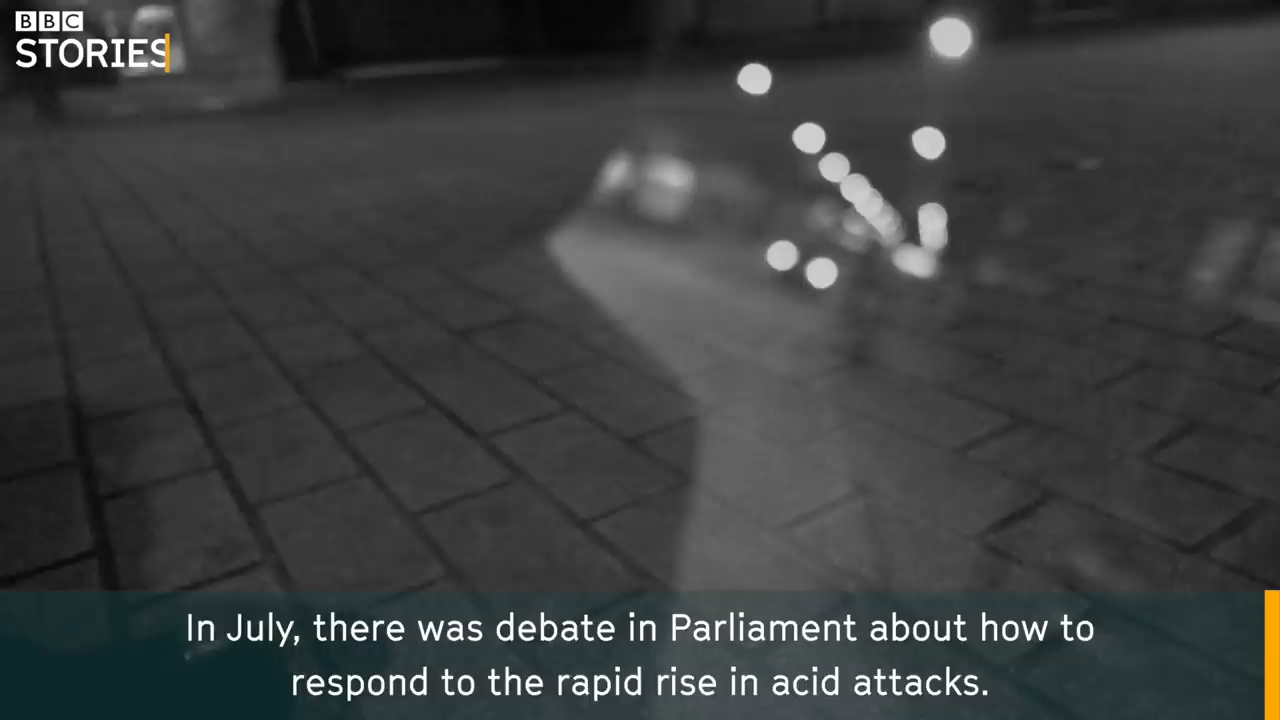 BBC
STORIES
In July, there was debate in Parliament about how to
respond to the rapid rise in acid attacks.